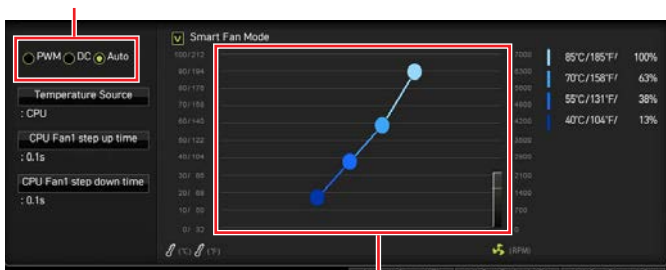 V Smart Fan Mode
PWM DC Auto
Temperature Source
: CPU
CPU Fan1 step up time
: 0.1s
CPU Fan1 step down time
: 0.1s
100/212 7000
90/194 6300
80/176 5600
70/158 4900
60/140 4200
50/122
40/104
30/ 86 2100
20/ 68 1400
10/ 50 700
0/ 32 0
(℃) (℉) (RPM)
85℃/185℉/ 100%
70℃/158℉/ 63%
55℃/131℉/ 38%
40℃/104℉/ 13%